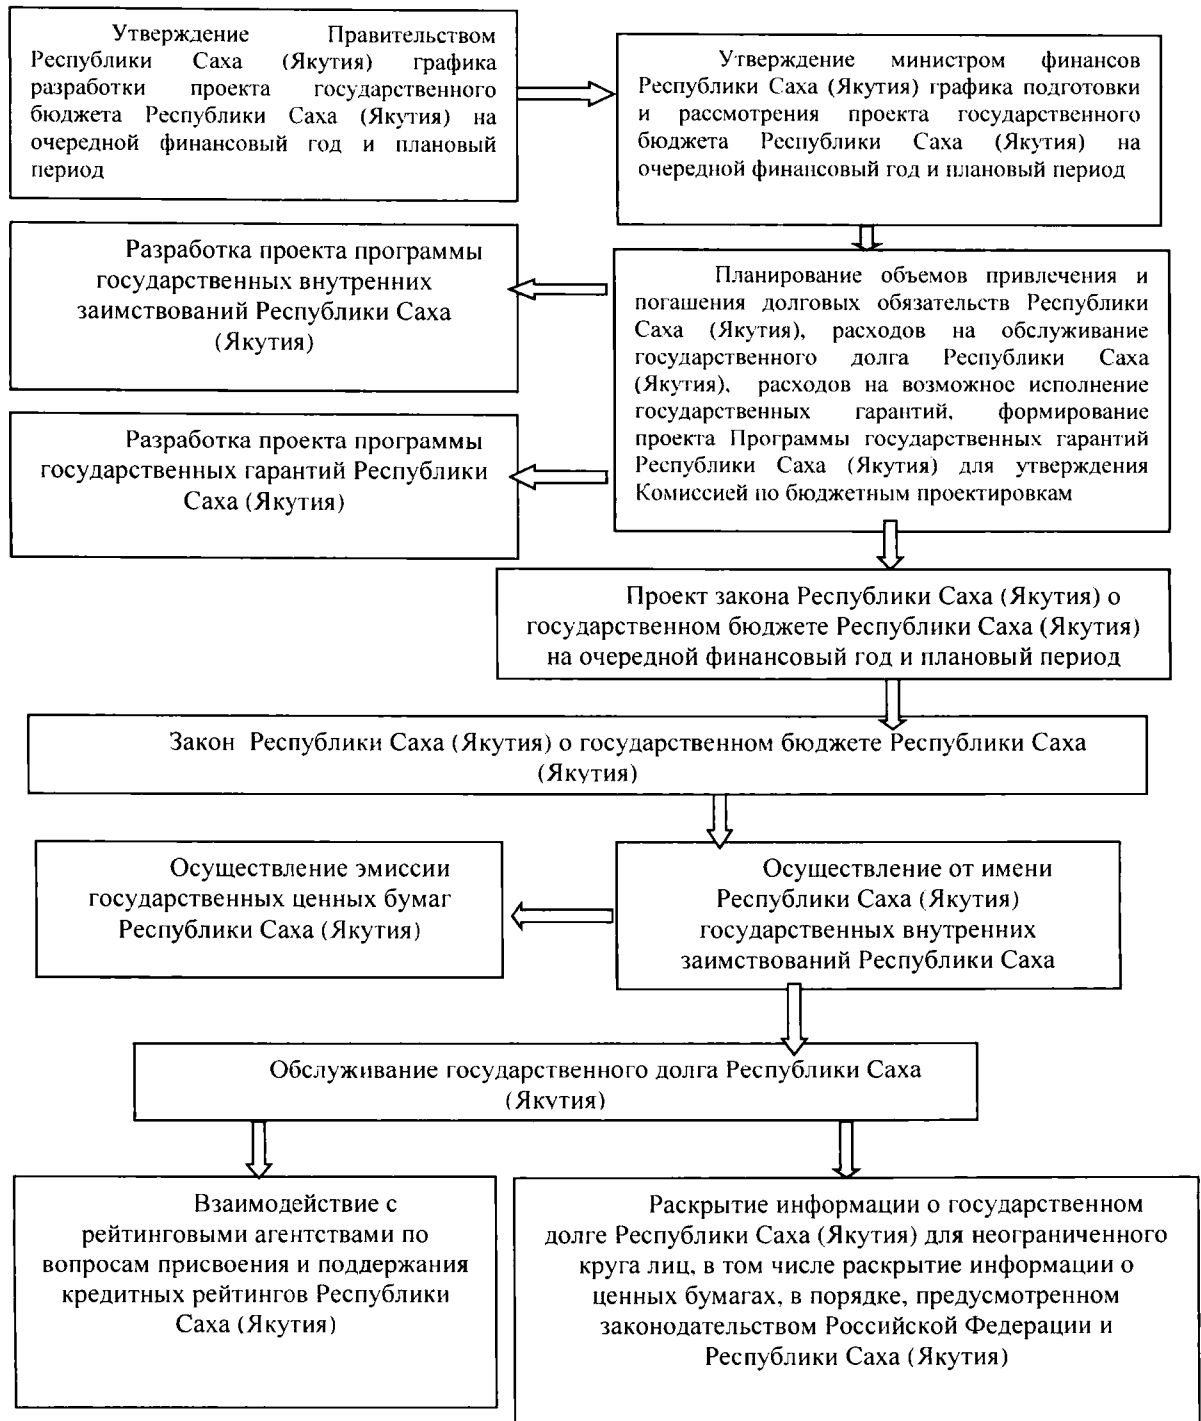 Утверждение Правительством
Республики Саха (Якутия) графика
разработки проекта государственного
бюджета Республики Саха (Якутия) на
очередной финансовый год и плановый
период
Утверждение министром финансов
Республики Саха (Якутия) графика подготовки
и рассмотрения проекта государственного
бюджета Республики Саха (Якутия) на
очередной финансовый год и плановый период
Разработка проекта программы
государственных внутренних
заимствований Республики Саха
(Якутия)
Планирование объемов привлечения и
погашения долговых обязательств Республики
Саха (Якутия), расходов на обслуживание
государственного долга Республики Саха
(Якутия), расходов на возможное исполнение
государственных гарантий, формирование
проекта Программы государственных гарантий
Республики Саха (Якутия) для утверждения
Комиссией по бюджетным проектировкам
Разработка проекта программы
государственных гарантий Республики
Саха (Якутия)
Проект закона Республики Саха (Якутия) о
государственном бюджете Республики Саха (Якутия)
на очередной финансовый год и плановый период
Закон Республики Саха (Якутия) о государственном бюджете Республики Саха
(Якутия)
Осуществление эмиссии
государственных ценных бумаг
Республики Саха (Якутия)
Осуществление от имени
Республики Саха (Якутия)
государственных внутренних
заимствований Республики Саха
Обслуживание государственного долга Республики Саха
(Якутия)
Взаимодействие с
рейтинговыми агентствами по
вопросам присвоения и поддержания
кредитных рейтингов Республики
Саха (Якутия)
Раскрытие информации о государственном
долге Республики Саха (Якутия) для неограниченного
круга лиц, в том числе раскрытие информации о
ценных бумагах, в порядке, предусмотренном
законодательством Российской Федерации и
Республики Саха (Якутия)